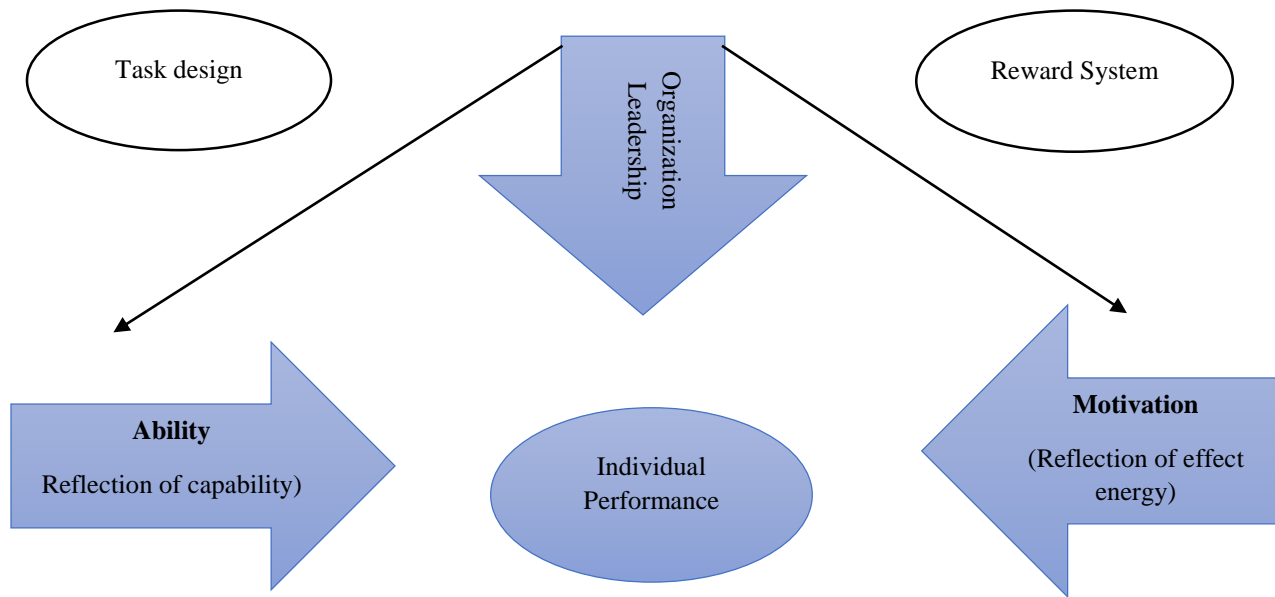 Task design
Organization
Leadership
Reward System
Ability
Reflection of capability)
Individual
Performance
Motivation
(Reflection of effect
energy)